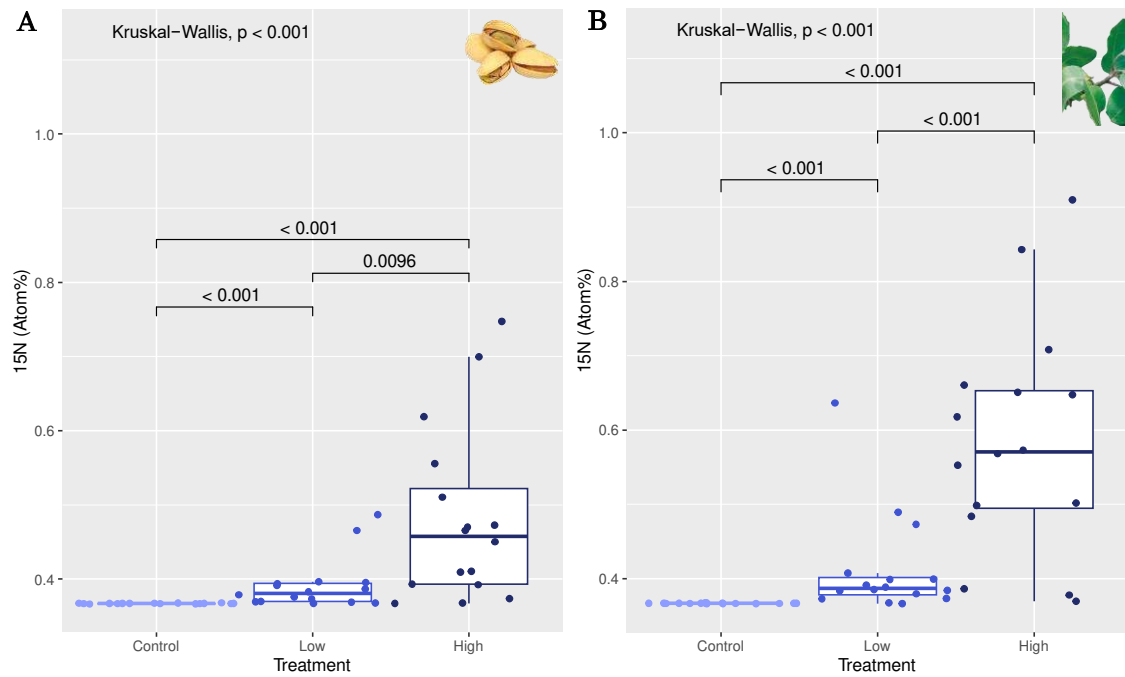 A
Kruskal−Wallis, p < 0.001
< 0.001
0.0096
< 0.001
1.0
0.8
0.6
0.4
15N (Atom%)
Control
Low
High
Treatment
B
Kruskal−Wallis, p < 0.001
< 0.001
< 0.001
< 0.001
1.0
0.8
0.6
0.4
15N (Atom%)
Control
Low
High
Treatment